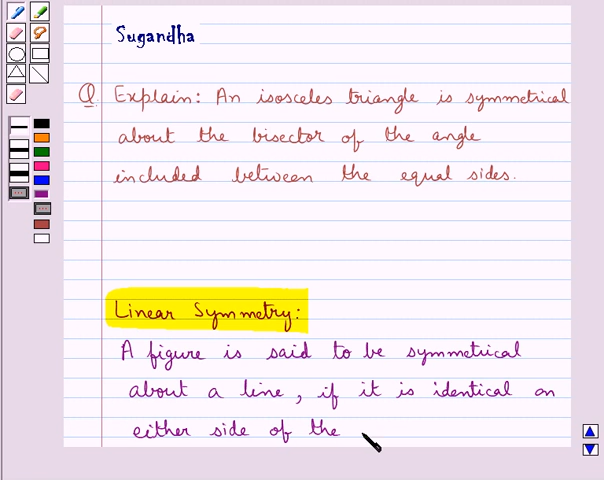 Sugandha
Q. Explain: An isosceles triangle is symmetrical
about the bisector of the angle
included between the equal sides.
Linear Symmetry:
A figure is said to be symmetrical
about a line, if it is identical on
either side of the